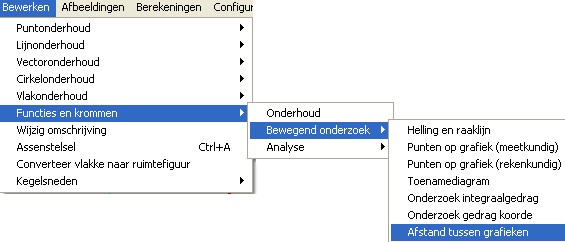 Bewerken Afbeeldingen Berekeningen Configur
Puntonderhoud
Lijnonderhoud
Vectoronderhoud
Cirkelonderhoud
Vlakonderhoud
Functies en krommen
Wijzig omschrijving
Assenstelsel Ctrl+A
Converteer vlakke naar ruimtefiguur
Kegelsneden
Onderhoud
Bewegend onderzoek
Analyse
Helling en raaklijn
Punten op grafiek (meetkundig)
Punten op grafiek (rekenkundig)
Toenamediagram
Onderzoek integraalgedrag
Onderzoek gedrag koorde
Afstand tussen grafieken